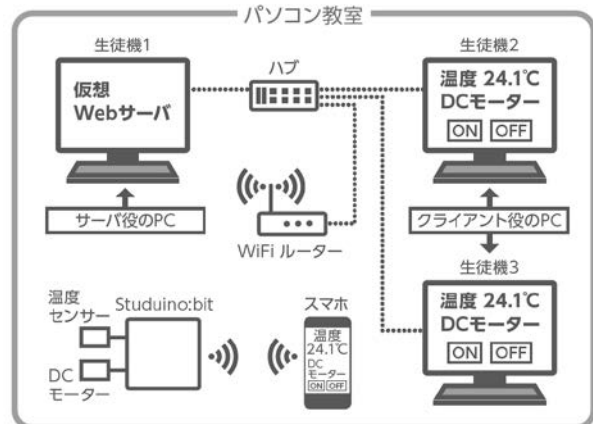 パソコン教室
生徒機1
仮想
Webサーバ
サーバ役のPC
ハブ
WiFi ルーター
生徒機2
温度 24.1℃
DCモーター
ON OFF
クライアント役のPC
生徒機3
温度 24.1℃
DCモーター
ON OFF
温度
センサー
DC
モーター
Studuino:bit
スマホ
温度
24.1℃
DC
モーター
ON OFF